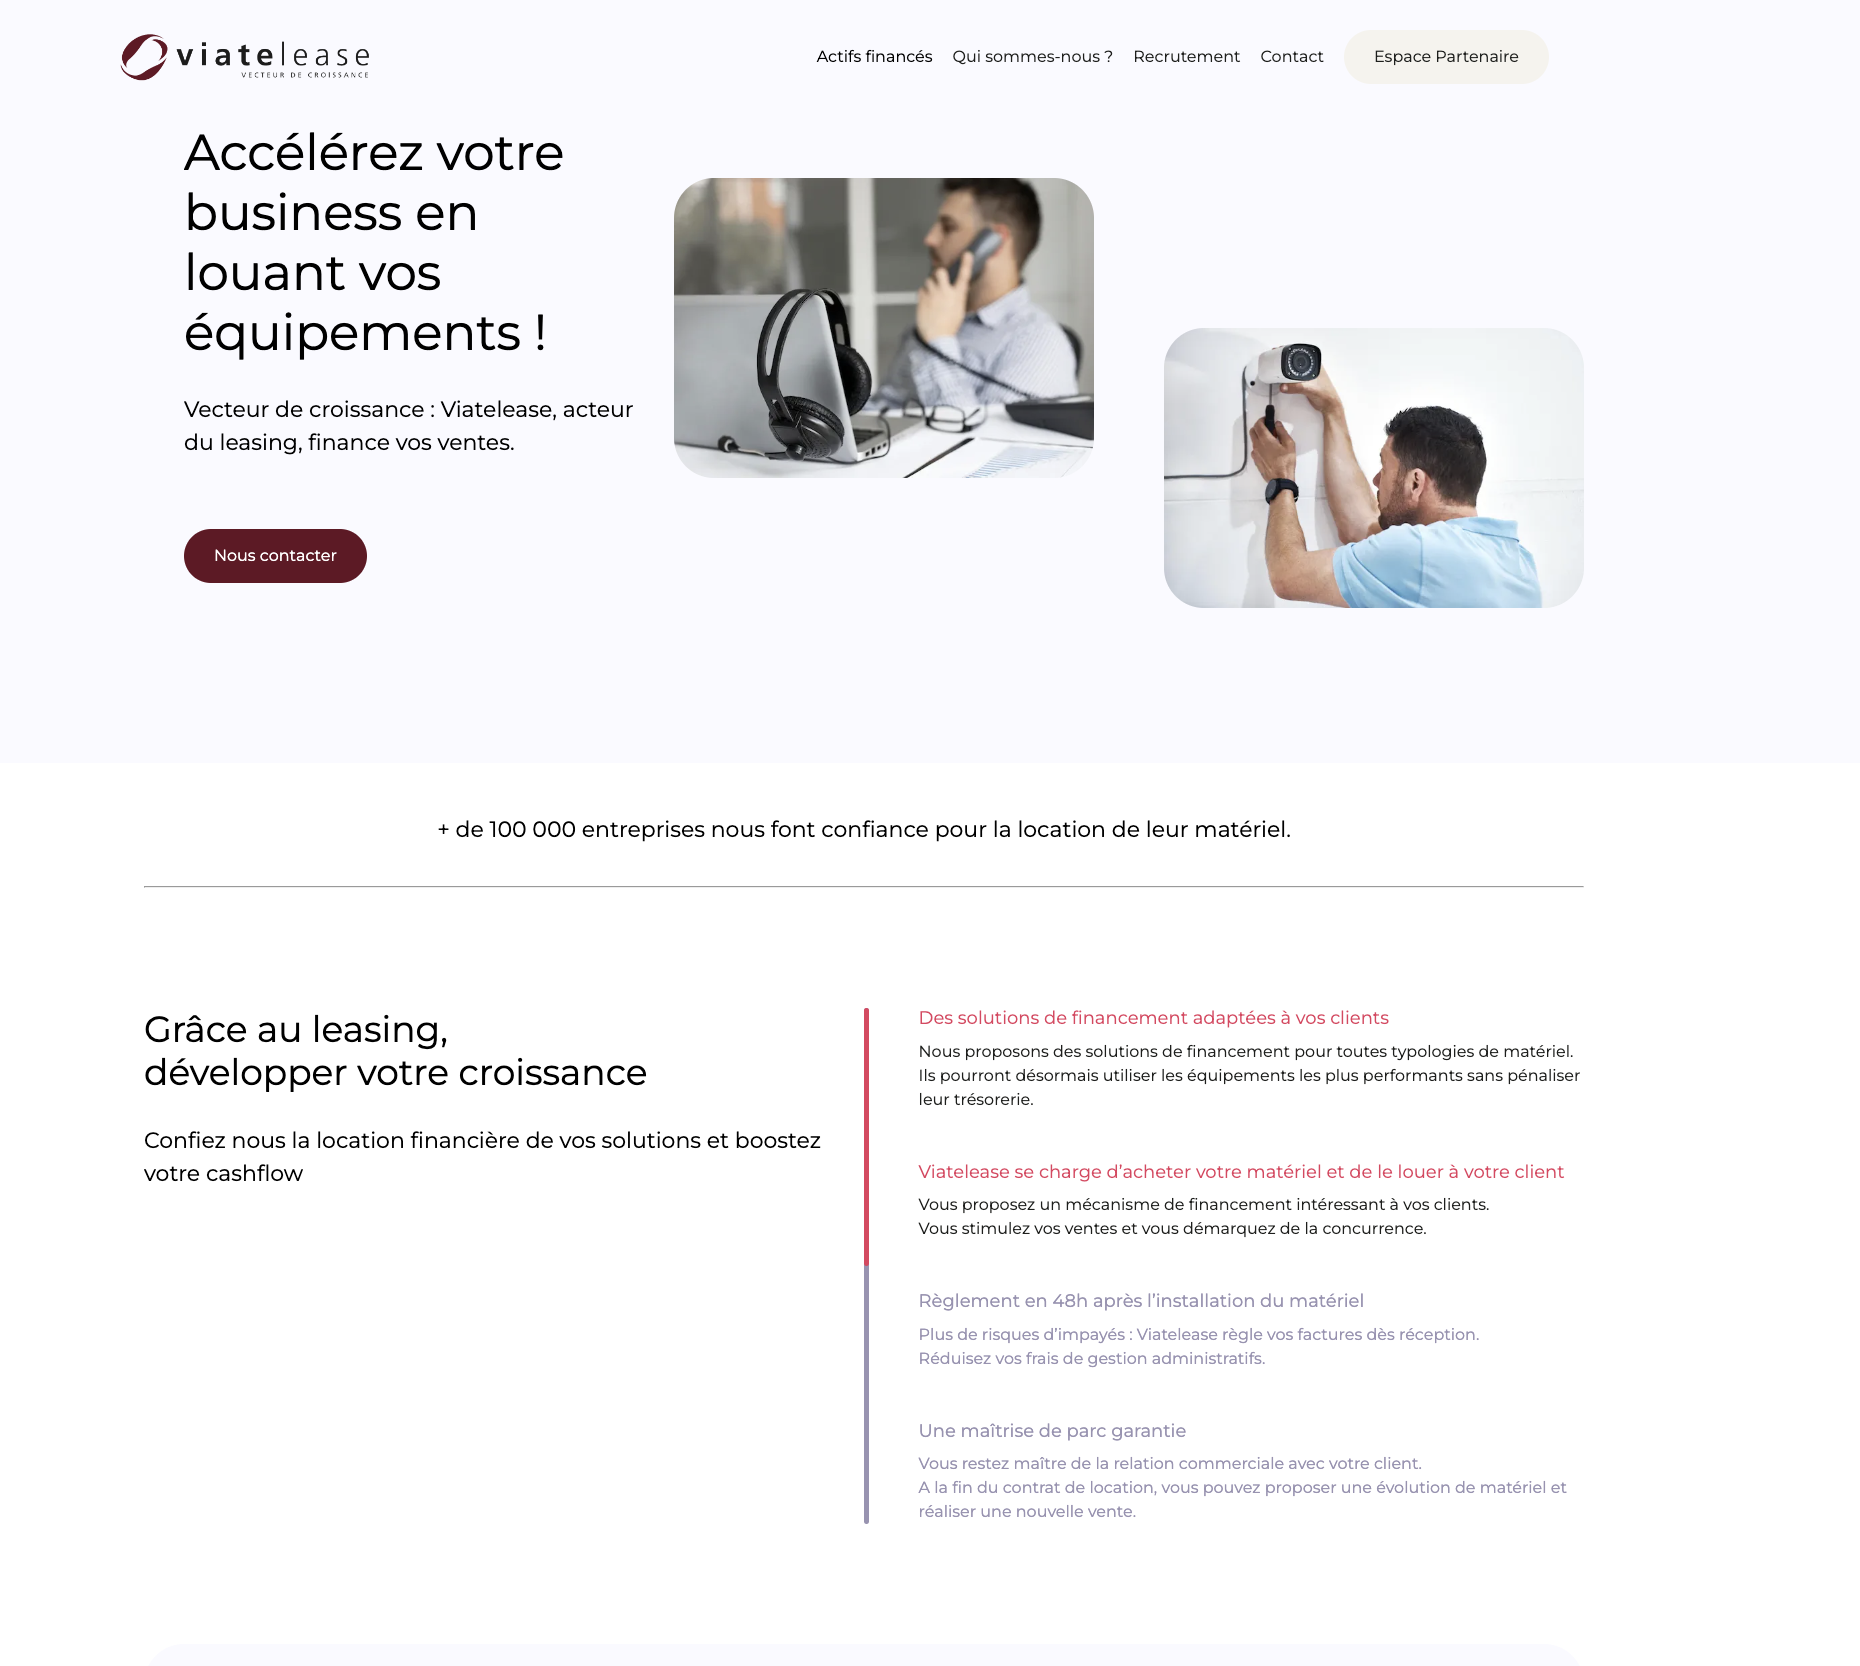 viatelease
VECTEUR DE CROISSANCE
Actifs financés
Qui sommes-nous ?
Recrutement
Contact
Espace Partenaire
Accélérez votre
business en
louant vos
équipements !
Vecteur de croissance : Viatelease, acteur
du leasing, finance vos ventes.
Nous contacter
+ de 100 000 entreprises nous font confiance pour la location de leur matériel.
Grâce au leasing,
développer votre croissance
Confiez nous la location financière de vos solutions et boostez
votre cashflow
Des solutions de financement adaptées à vos clients
Nous proposons des solutions de financement pour toutes typologies de matériel.
Ils pourront désormais utiliser les équipements les plus performants sans pénaliser
leur trésorerie.
Viatelease se charge d’acheter votre matériel et de le louer à votre client
Vous proposez un mécanisme de financement intéressant à vos clients.
Vous stimulez vos ventes et vous démarquez de la concurrence.
Règlement en 48h après l’installation du matériel
Plus de risques d’impayés : Viatelease règle vos factures dès réception.
Réduisez vos frais de gestion administratifs.
Une maîtrise de parc garantie
Vous restez maître de la relation commerciale avec votre client.
A la fin du contrat de location, vous pouvez proposer une évolution de matériel et
réaliser une nouvelle vente.